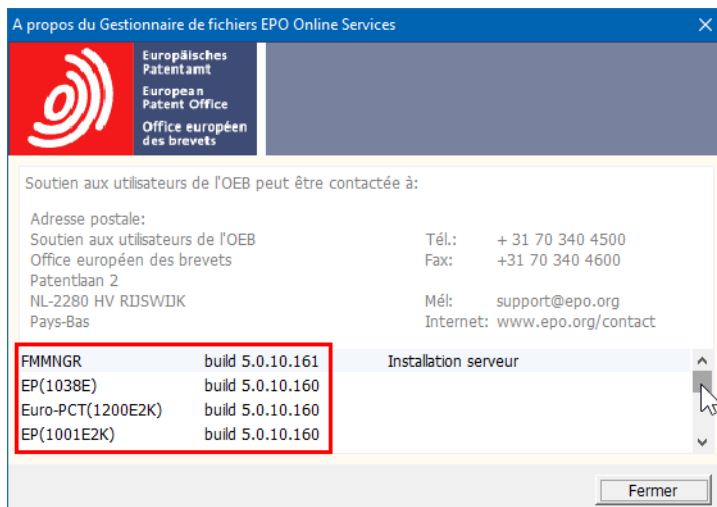 A propos du Gestionnaire de fichiers EPO Online Services
Europäisches
Patentamt
European
Patent Office
Office européen
des brevets
Soutien aux utilisateurs de l'OEB peut être contactée à:
Adresse postale:
Soutien aux utilisateurs de l'OEB Tél.: + 31 70 340 4500
Office européen des brevets Fax: +31 70 340 4600
Patentlaan 2
NL-2280 HV RIJSWIJK Mél: support@epo.org
Pays-Bas Internet: www.epo.org/contact
FMMNGR build 5.0.10.161 Installation serveur
EP(1038E) build 5.0.10.160
Euro-PCT(1200E2K) build 5.0.10.160
EP(1001E2K) build 5.0.10.160
Fermer